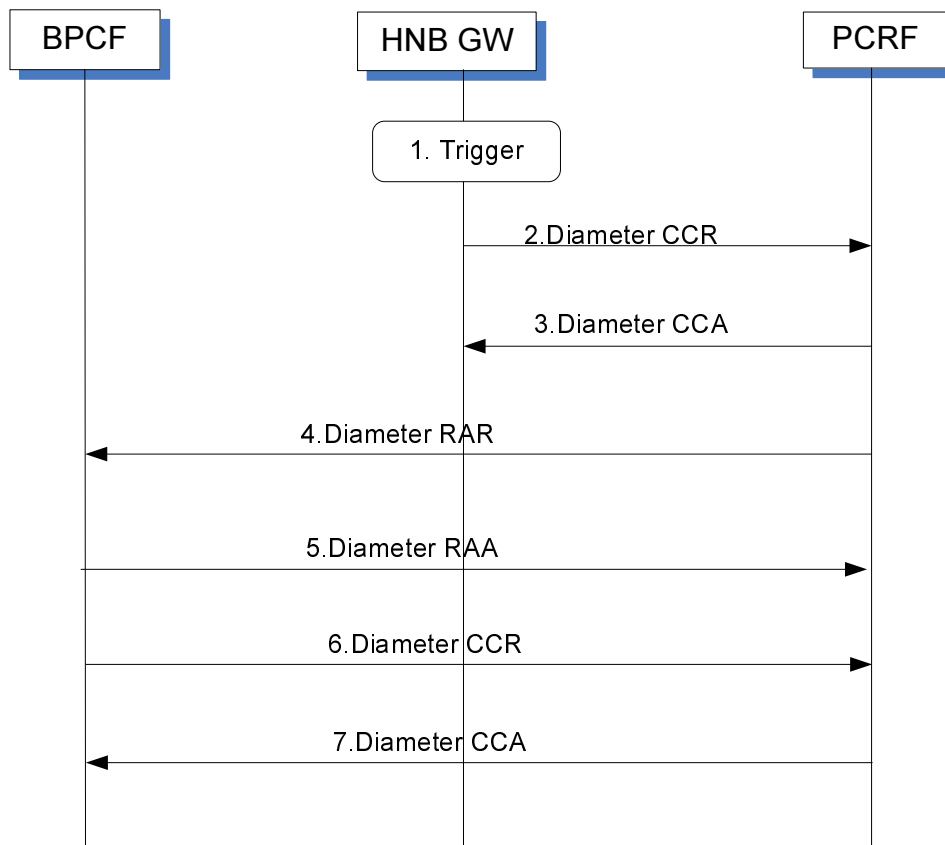 BPCF
HNB GW
PCRF
1. Trigger
2.Diameter CCR
3.Diameter CCA
4.Diameter RAR
5.Diameter RAA
6.Diameter CCR
7.Diameter CCA